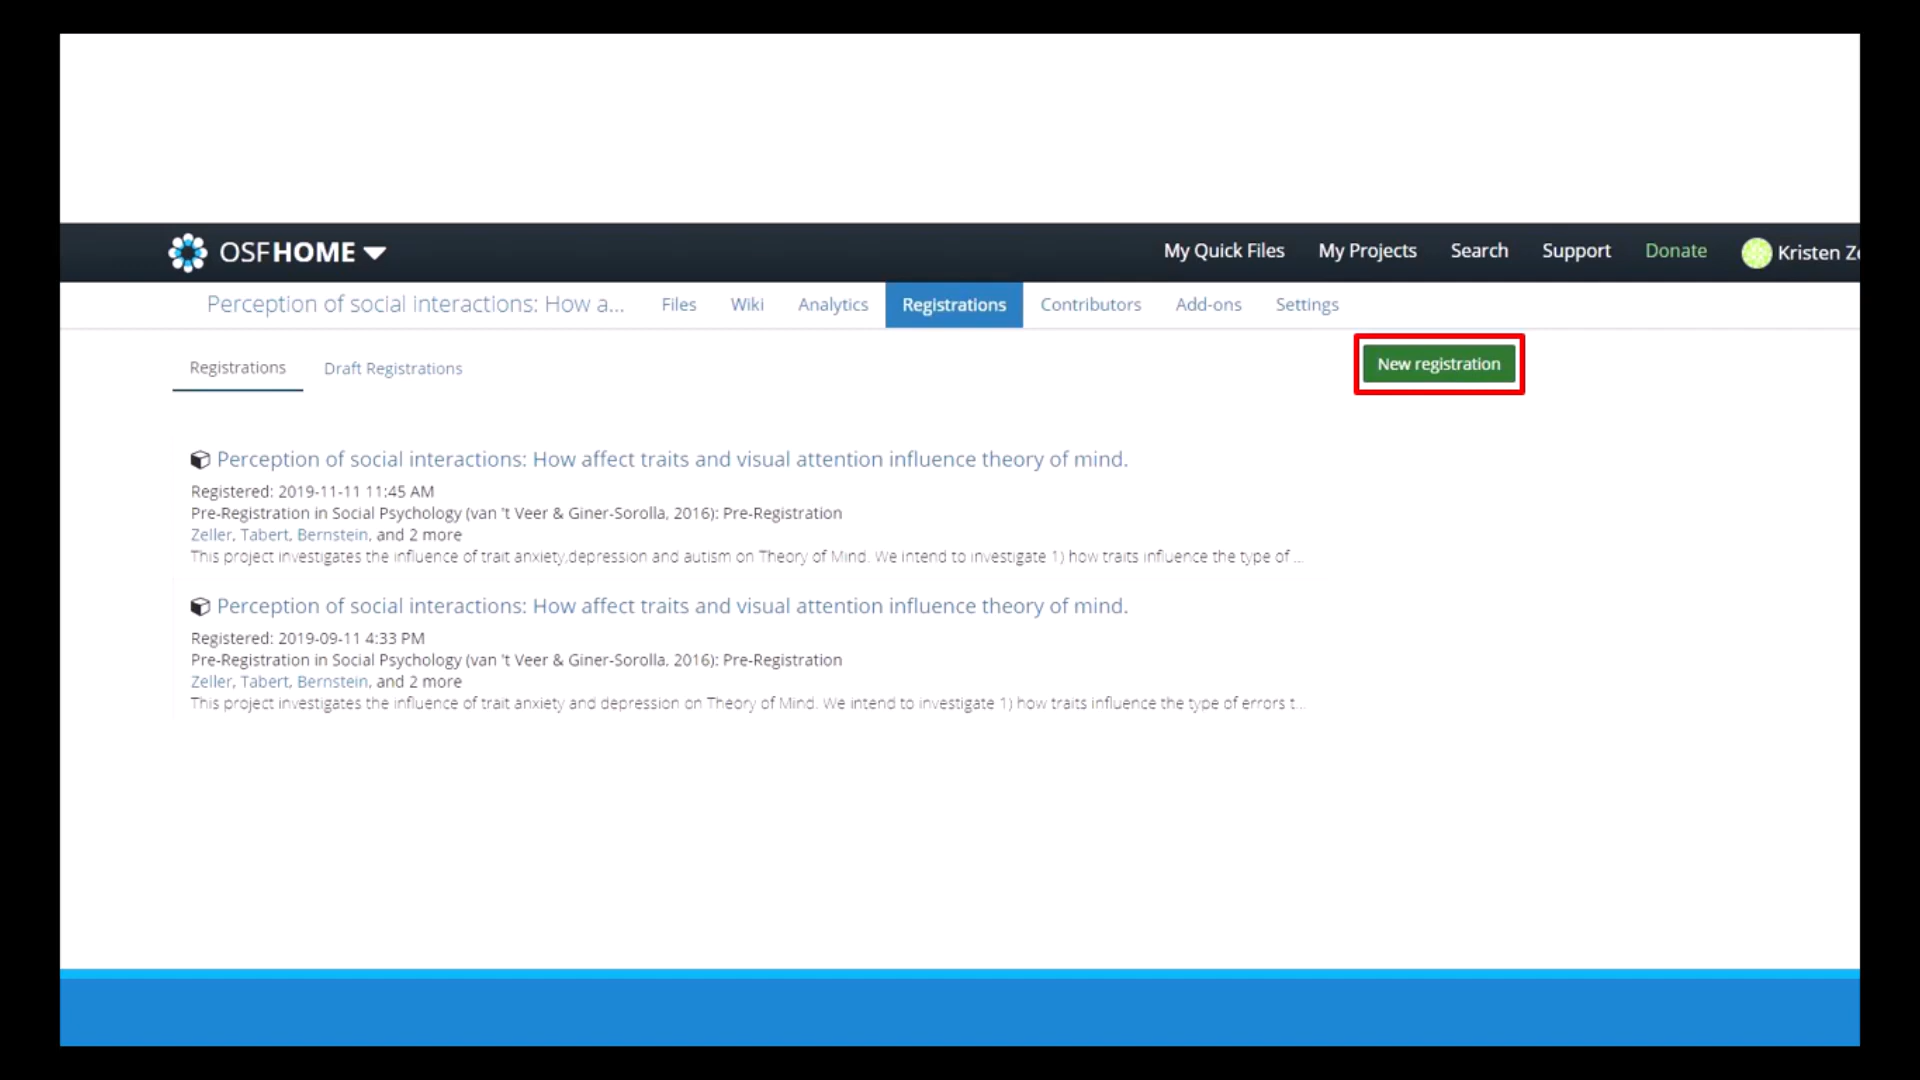 OSFHOME My Quick Files My Projects Search Support Donate Kristen Ze
Perception of social interactions: How a... Files Wiki Analytics Registrations Contributors Add-ons Settings
Registrations Draft Registrations New registration
Perception of social interactions: How affect traits and visual attention influence theory of mind.
Registered: 2019-11-11 11:45 AM
Pre-Registration in Social Psychology (van 't Veer & Giner-Sorolla, 2016): Pre-Registration
Zeller, Tabert, Bernstein, and 2 more
This project investigates the influence of trait anxiety,depression and autism on Theory of Mind. We intend to investigate 1) how traits influence the type of ...
Perception of social interactions: How affect traits and visual attention influence theory of mind.
Registered: 2019-09-11 4:33 PM
Pre-Registration in Social Psychology (van 't Veer & Giner-Sorolla, 2016): Pre-Registration
Zeller, Tabert, Bernstein, and 2 more
This project investigates the influence of trait anxiety and depression on Theory of Mind. We intend to investigate 1) how traits influence the type of errors t...